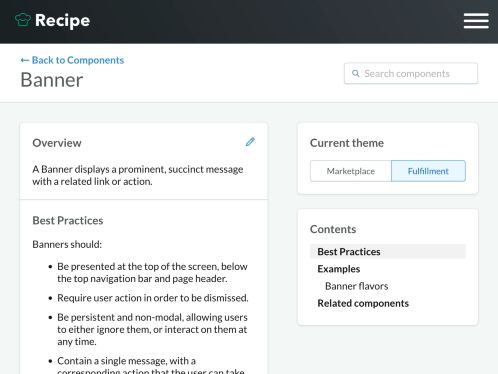 Recipe
← Back to Components
Banner
Search components
Overview
A Banner displays a prominent, succinct message
with a related link or action.
Best Practices
Banners should:
• Be presented at the top of the screen, below
the top navigation bar and page header.
• Require user action in order to be dismissed.
• Be persistent and non-modal, allowing users
to either ignore them, or interact on them at
any time.
• Contain a single message, with a
corresponding action that the user can take
Current theme
Marketplace
Fulfillment
Contents
Best Practices
Examples
Banner flavors
Related components